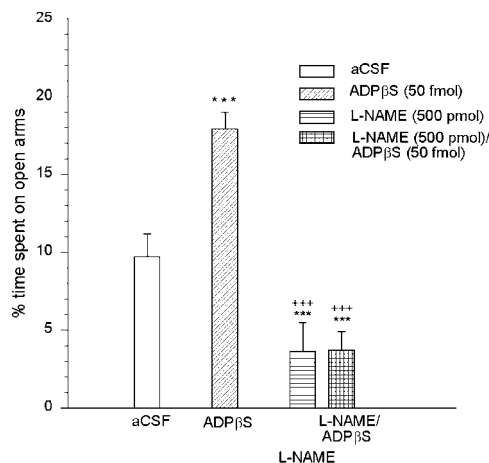 25
20
15
10
5
0
% time spent on open arms
aCSF
ADPβS (50 fmol)
L-NAME (500 pmol)
L-NAME (500 pmol)/
ADPβS (50 fmol)
***
+++
***
+++
***
aCSF
ADPβS
L-NAME/
ADPβS
L-NAME